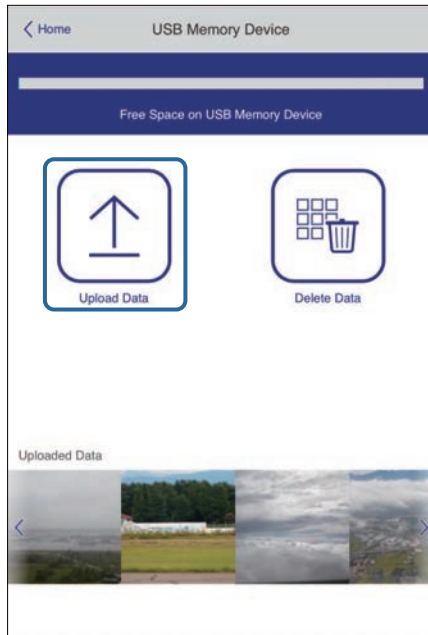 Home
USB Memory Device
Free Space on USB Memory Device
Upload Data
Delete Data
Uploaded Data